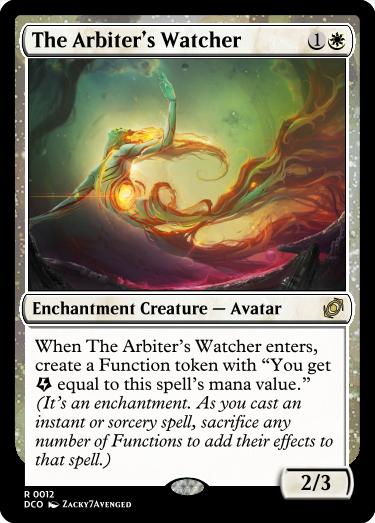 The Arbiter's Watcher 1
Enchantment Creature — Avatar
When The Arbiter's Watcher enters,
create a Function token with “You get
equal to this spell's mana value.”
(It's an enchantment. As you cast an
instant or sorcery spell, sacrifice any
number of Functions to add their effects to
that spell.)
2/3
R 0012
DCO ZACKY7AVENGED